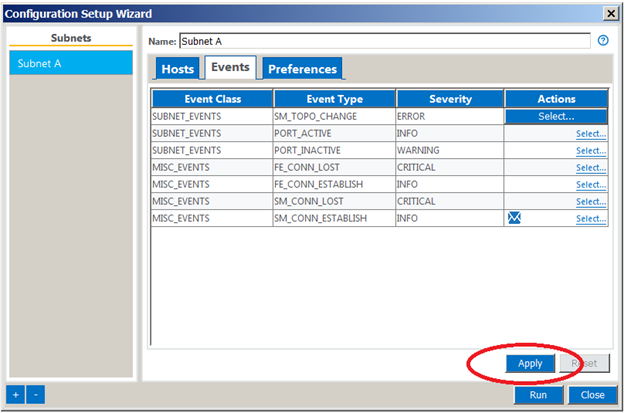 Configuration Setup Wizard
Subnets
Subnet A
Name: Subnet A
Hosts Events Preferences
Event Class Event Type Severity Actions
SUBNET_EVENTS SM_TOPO_CHANGE ERROR Select...
SUBNET_EVENTS PORT_ACTIVE INFO Select...
SUBNET_EVENTS PORT_INACTIVE WARNING Select...
MISC_EVENTS FE_CONN_LOST CRITICAL Select...
MISC_EVENTS FE_CONN_ESTABLISH INFO Select...
MISC_EVENTS SM_CONN_LOST CRITICAL Select...
MISC_EVENTS SM_CONN_ESTABLISH INFO Select...
Apply Reset
+ - Run Close